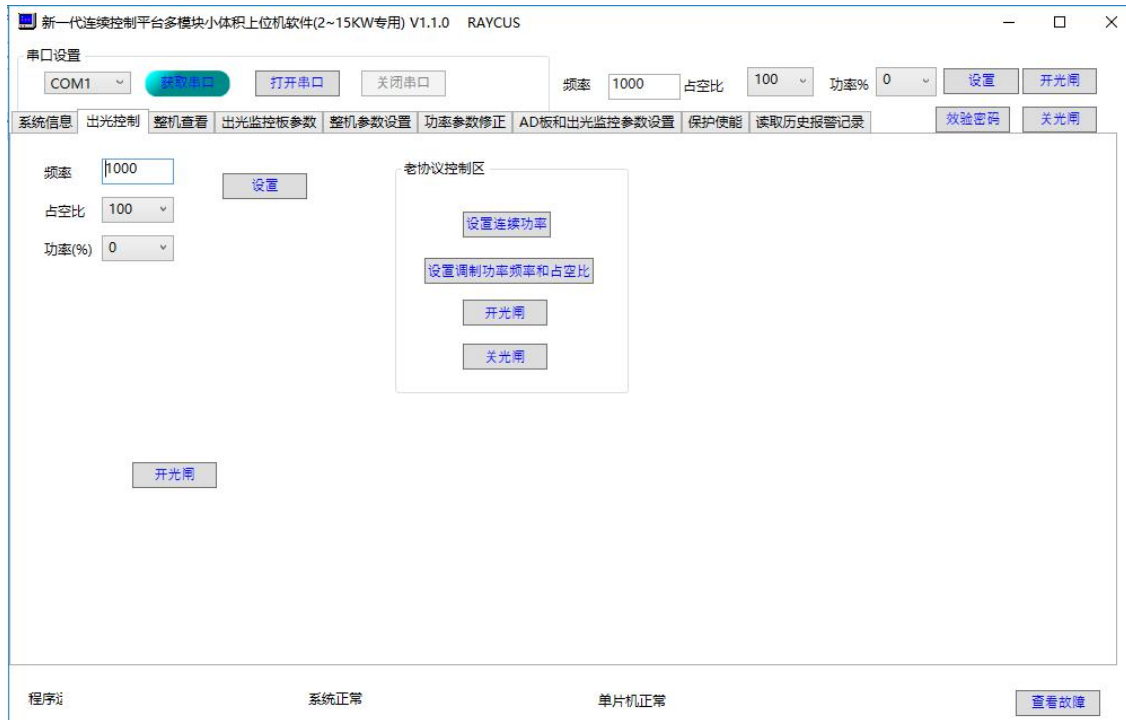 新一代连续控制平台多模块小体积上位机软件(2~15KW专用) V1.1.0 RAYCUS
串口设置
COM1 获取串口 打开串口 关闭串口 频率 1000 占空比 100 功率% 0 设置 开光闸
系统信息 出光控制 整机查看 出光监控板参数 整机参数设置 功率参数修正 AD板和出光监控参数设置 保护使能 读取历史报警记录 效验密码 关光闸
频率 1000 设置 老协议控制区
占空比 100 设置连续功率
功率(%) 0 设置调制功率频率和占空比
开光闸
关光闸
开光闸
程序 系统正常 单片机正常 查看故障